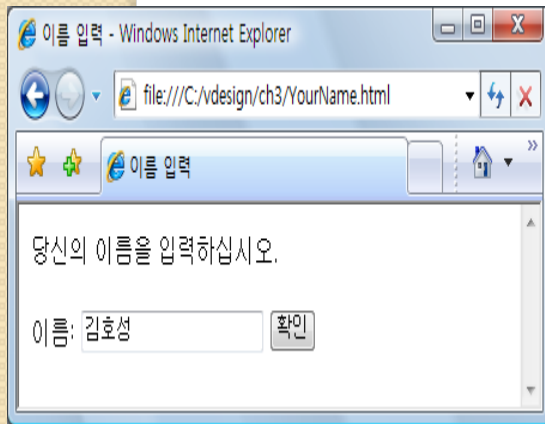 이름 입력 - Windows Internet Explorer
file:///C:/vdesign/ch3/YourName.html
이름 입력
당신의 이름을 입력하십시오.
이름: 김호성 확인